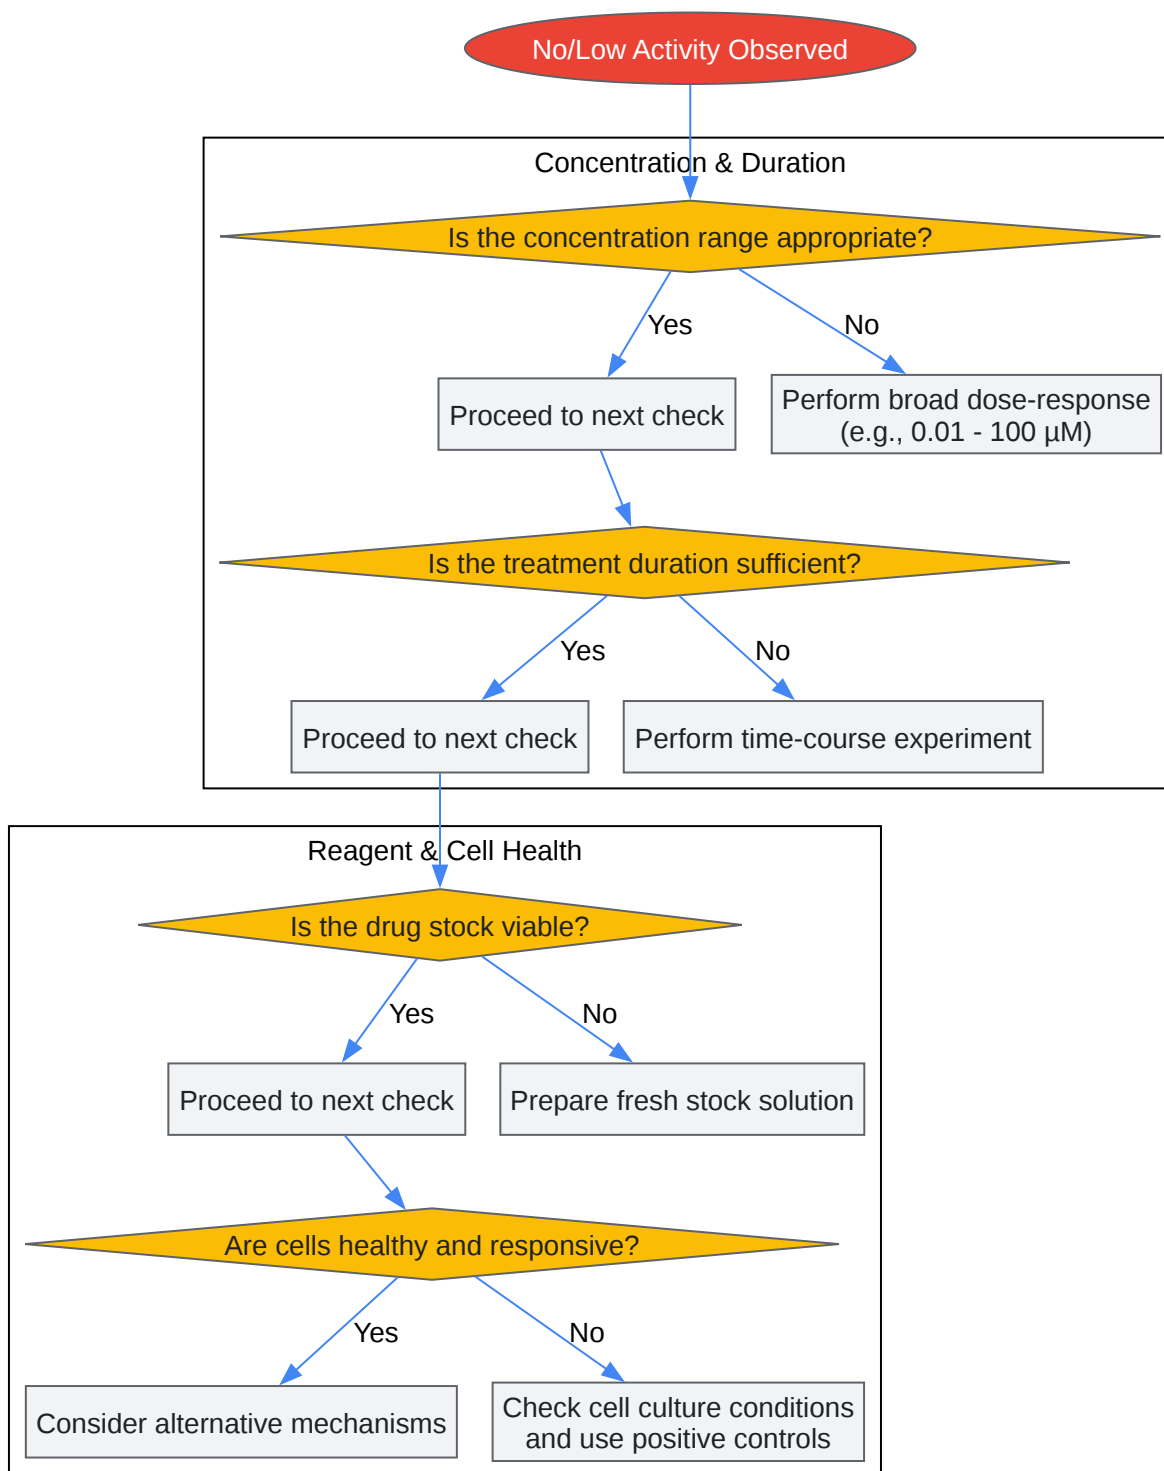 No/Low Activity Observed
Concentration & Duration
Is the concentration range appropriate?
Yes
No
Proceed to next check
Perform broad dose-response
(e.g., 0.01 - 100 µM)
Is the treatment duration sufficient?
Yes
No
Proceed to next check
Perform time-course experiment
Reagent & Cell Health
Is the drug stock viable?
Yes
No
Proceed to next check
Prepare fresh stock solution
Are cells healthy and responsive?
Yes
No
Consider alternative mechanisms
Check cell culture conditions
and use positive controls